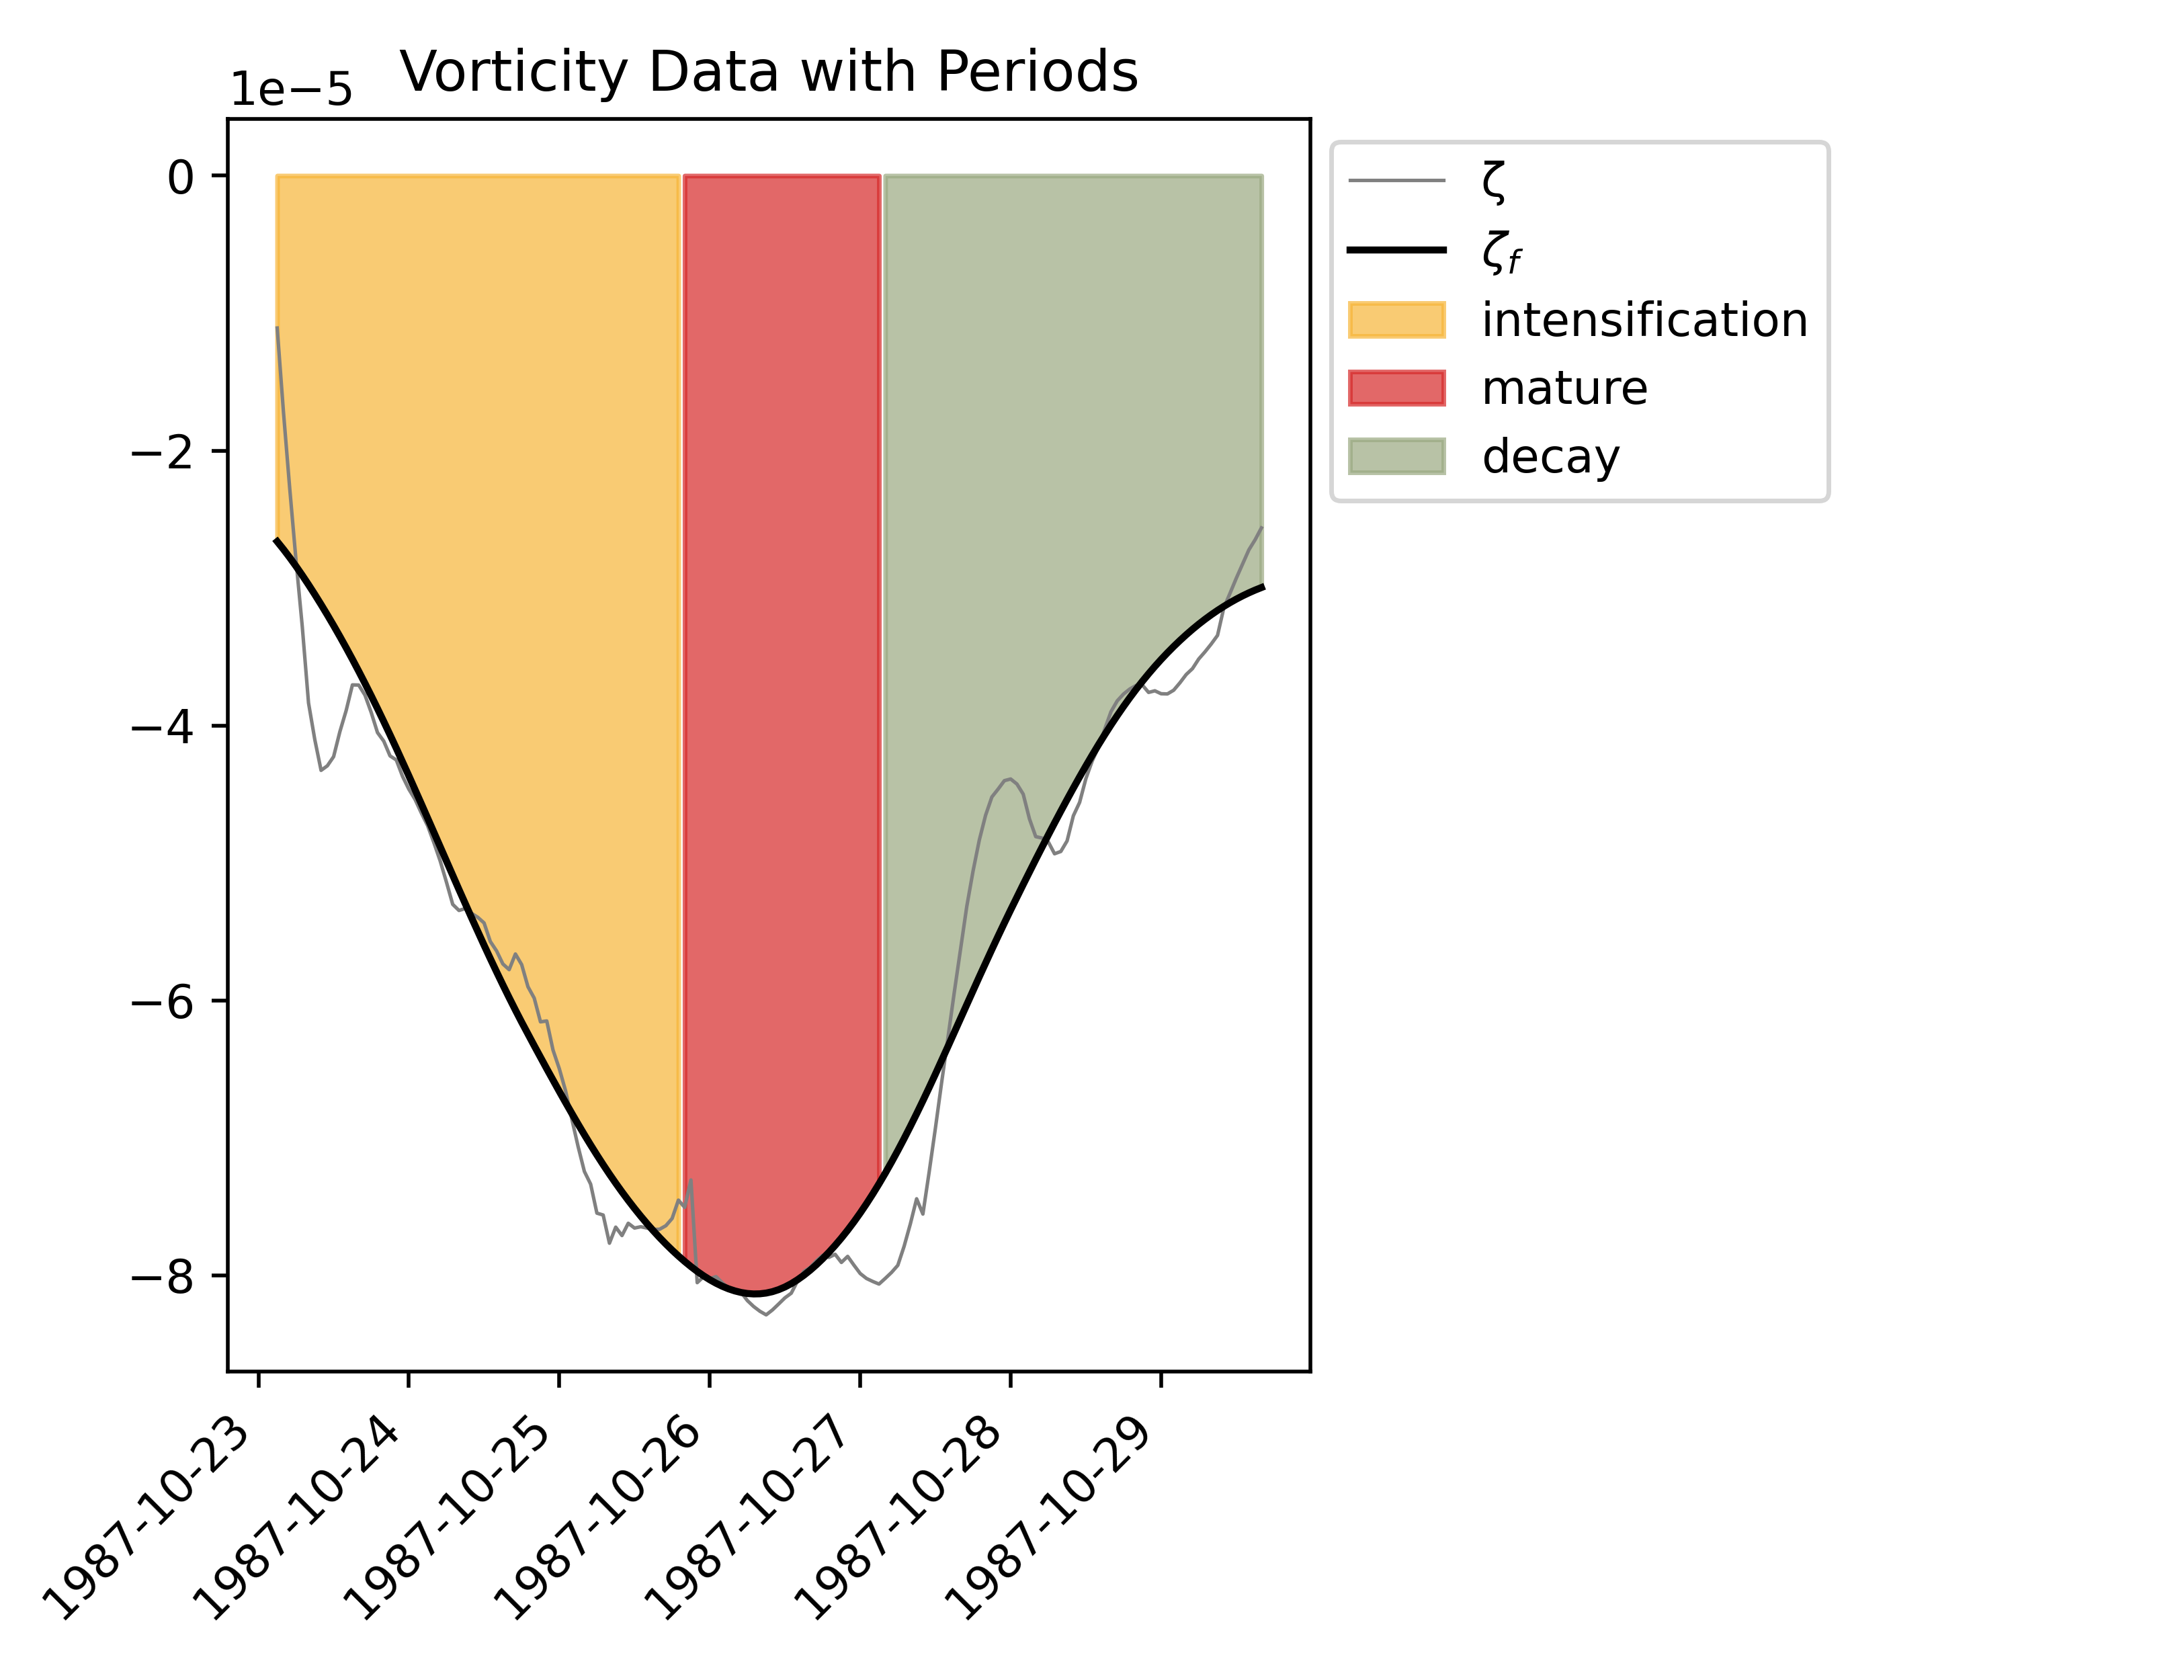 Vorticity Data with Periods
1e−5
0
−2
−4
−6
−8
1987-10-23
1987-10-24
1987-10-25
1987-10-26
1987-10-27
1987-10-28
1987-10-29
ζ
ζf
intensification
mature
decay